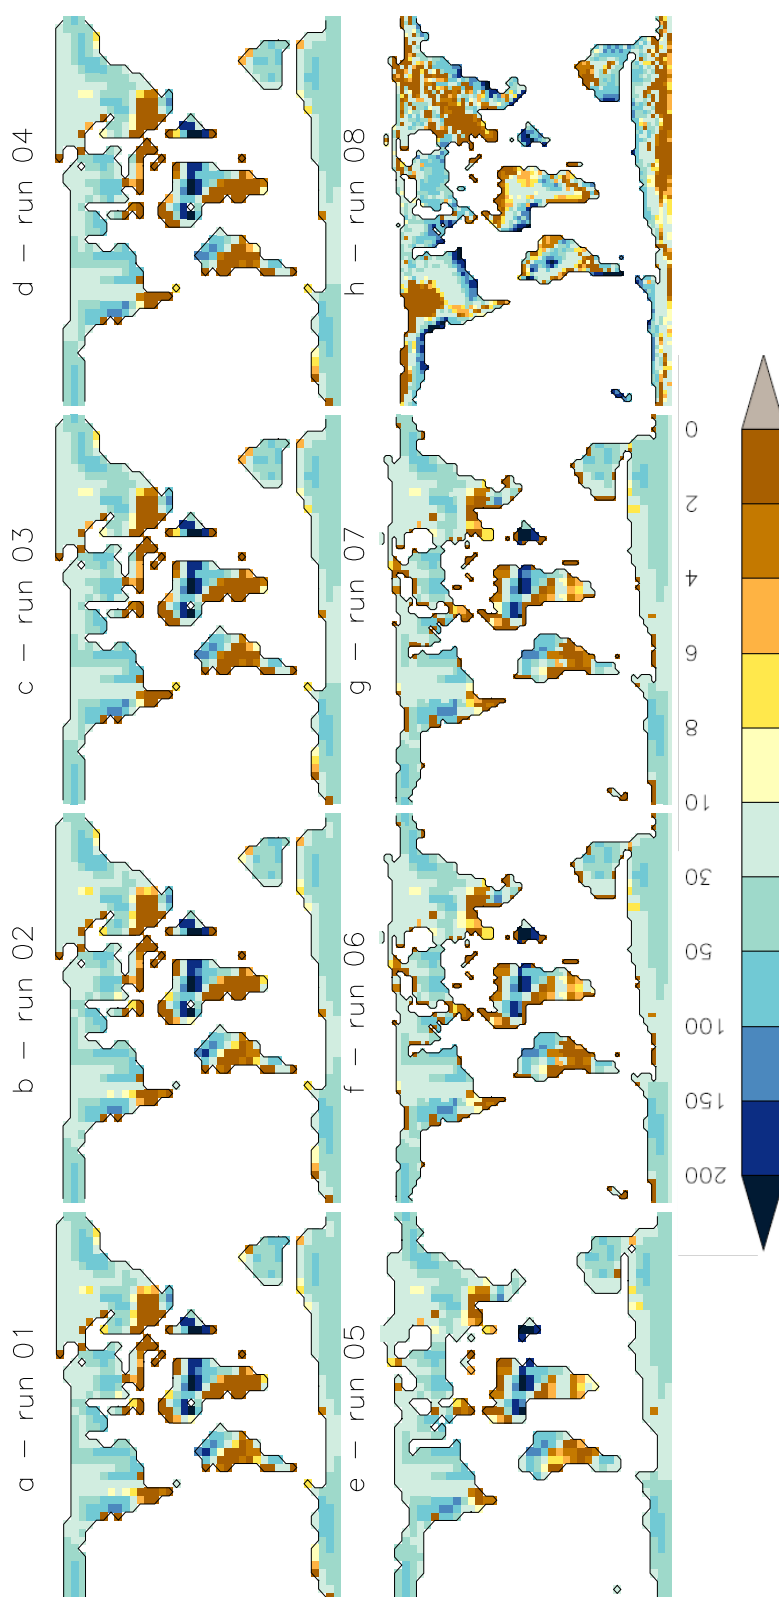 a – run 01
b – run 02
c – run 03
d – run 04
e – run 05
f – run 06
g – run 07
h – run 08
0
2
4
6
8
10
30
50
100
150
200